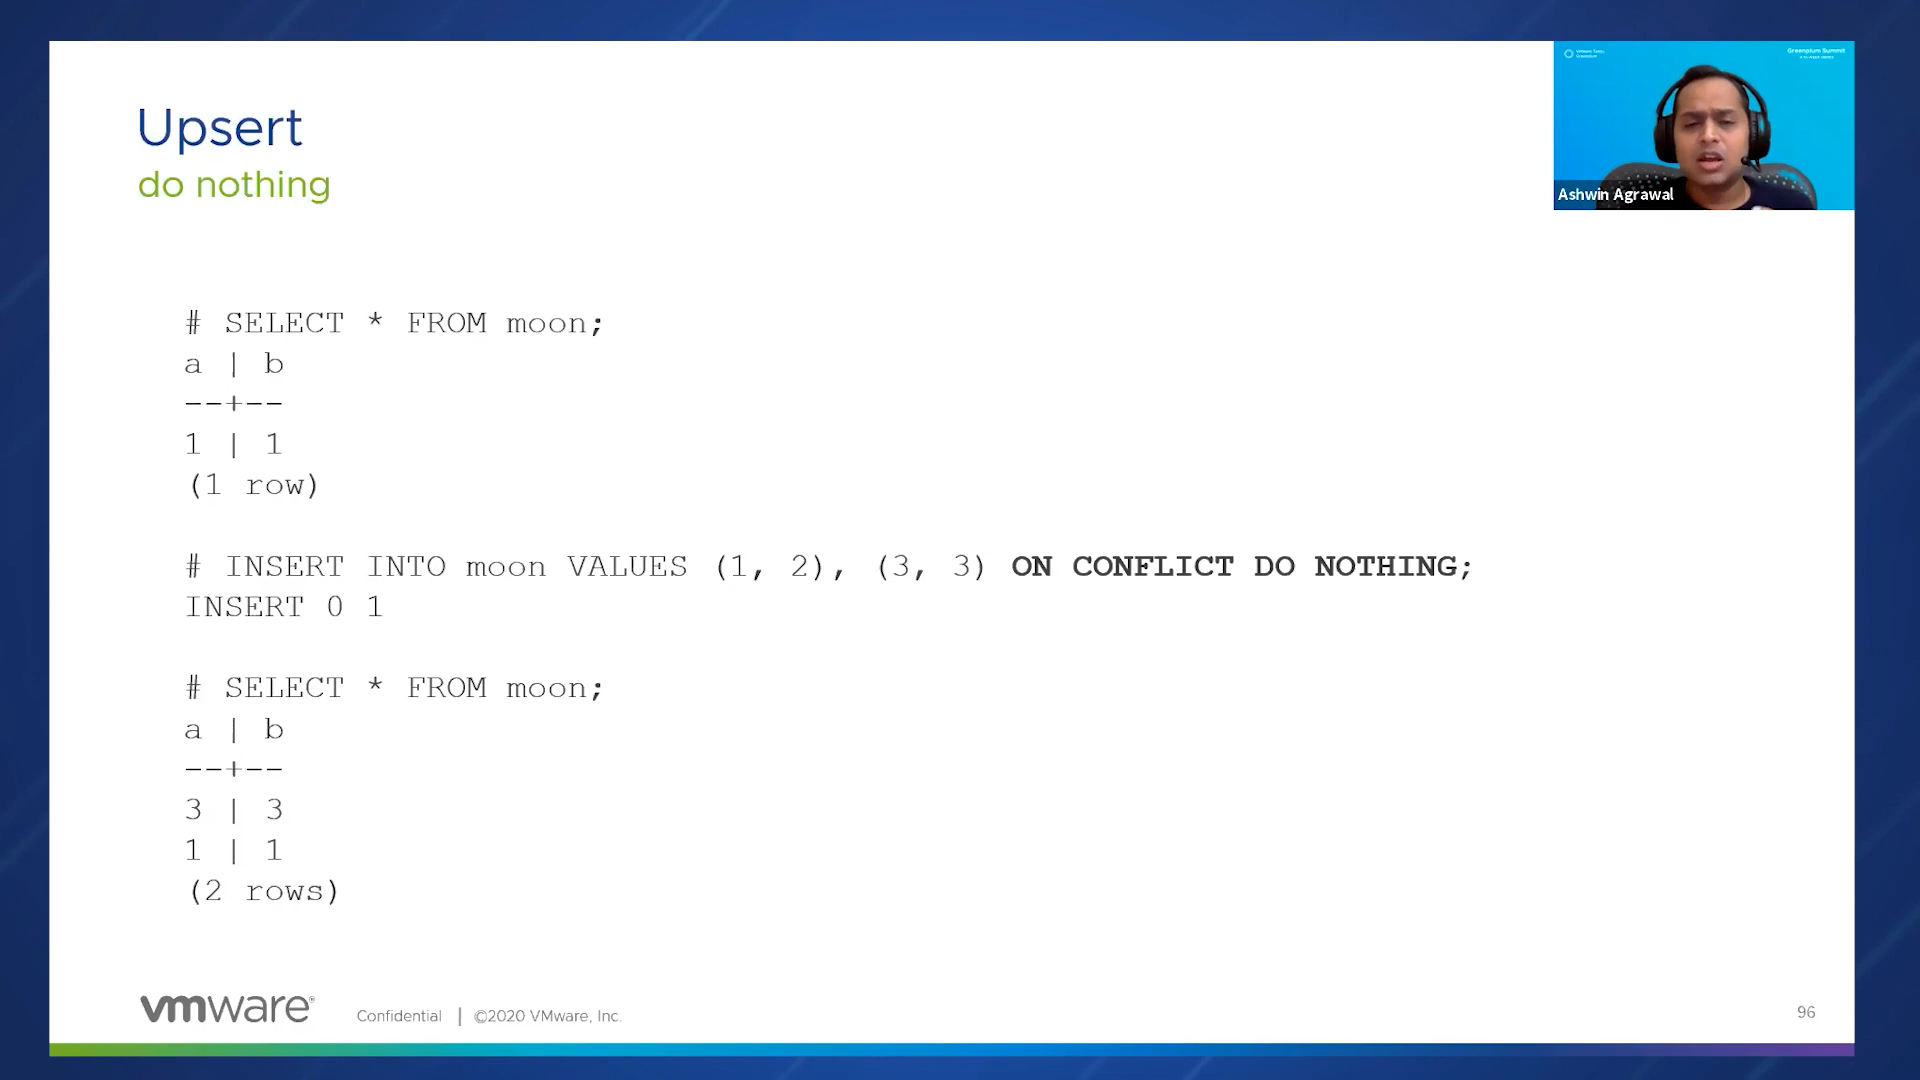 Upsert
do nothing
Greenplum Summit
Ashwin Agrawal
# SELECT * FROM moon;
a | b
--+--
1 | 1
(1 row)
# INSERT INTO moon VALUES (1, 2), (3, 3) ON CONFLICT DO NOTHING;
INSERT 0 1
# SELECT * FROM moon;
a | b
--+--
3 | 3
1 | 1
(2 rows)
vmware® Confidential | ©2020 VMware, Inc.
96